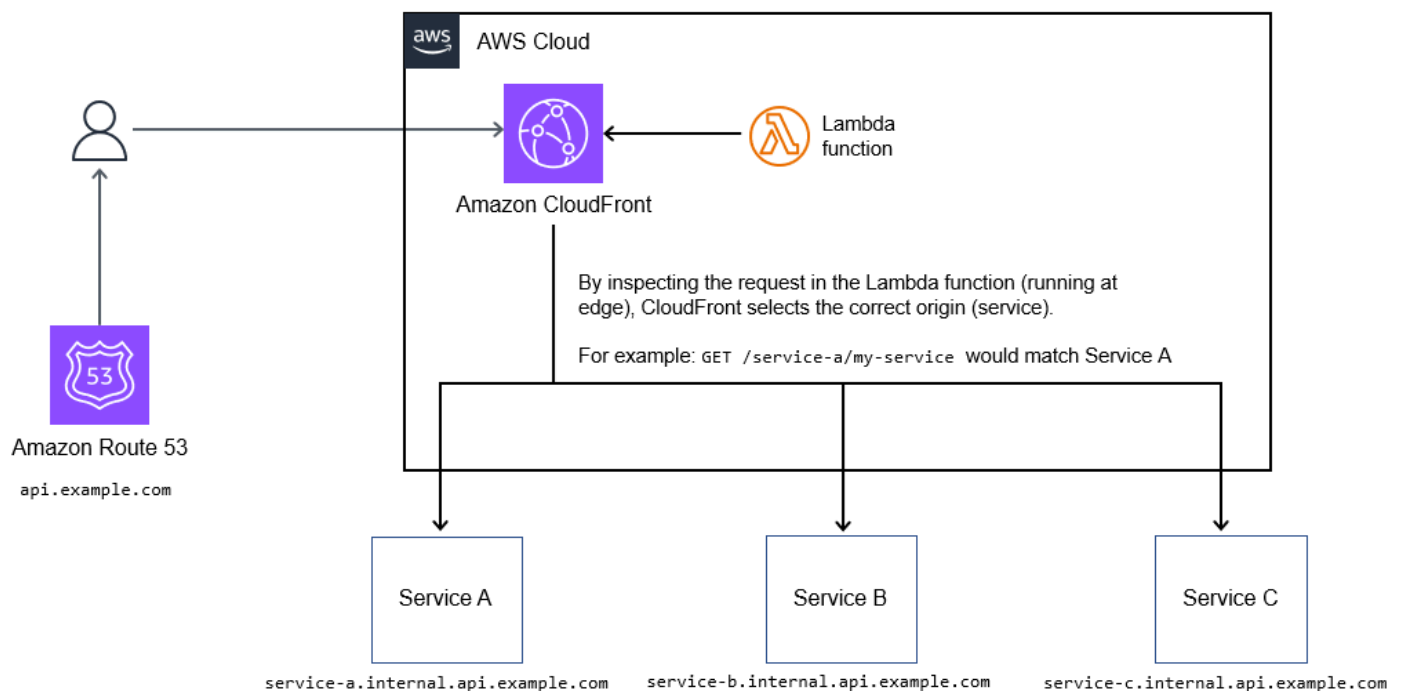 aws
AWS Cloud
Lambda
function
Amazon CloudFront
By inspecting the request in the Lambda function (running at
edge), CloudFront selects the correct origin (service).
For example: GET /service-a/my-service would match Service A
53
Amazon Route 53
api.example.com
Service A
Service B
Service C
service-a.internal.api.example.com
service-b.internal.api.example.com
service-c.internal.api.example.com